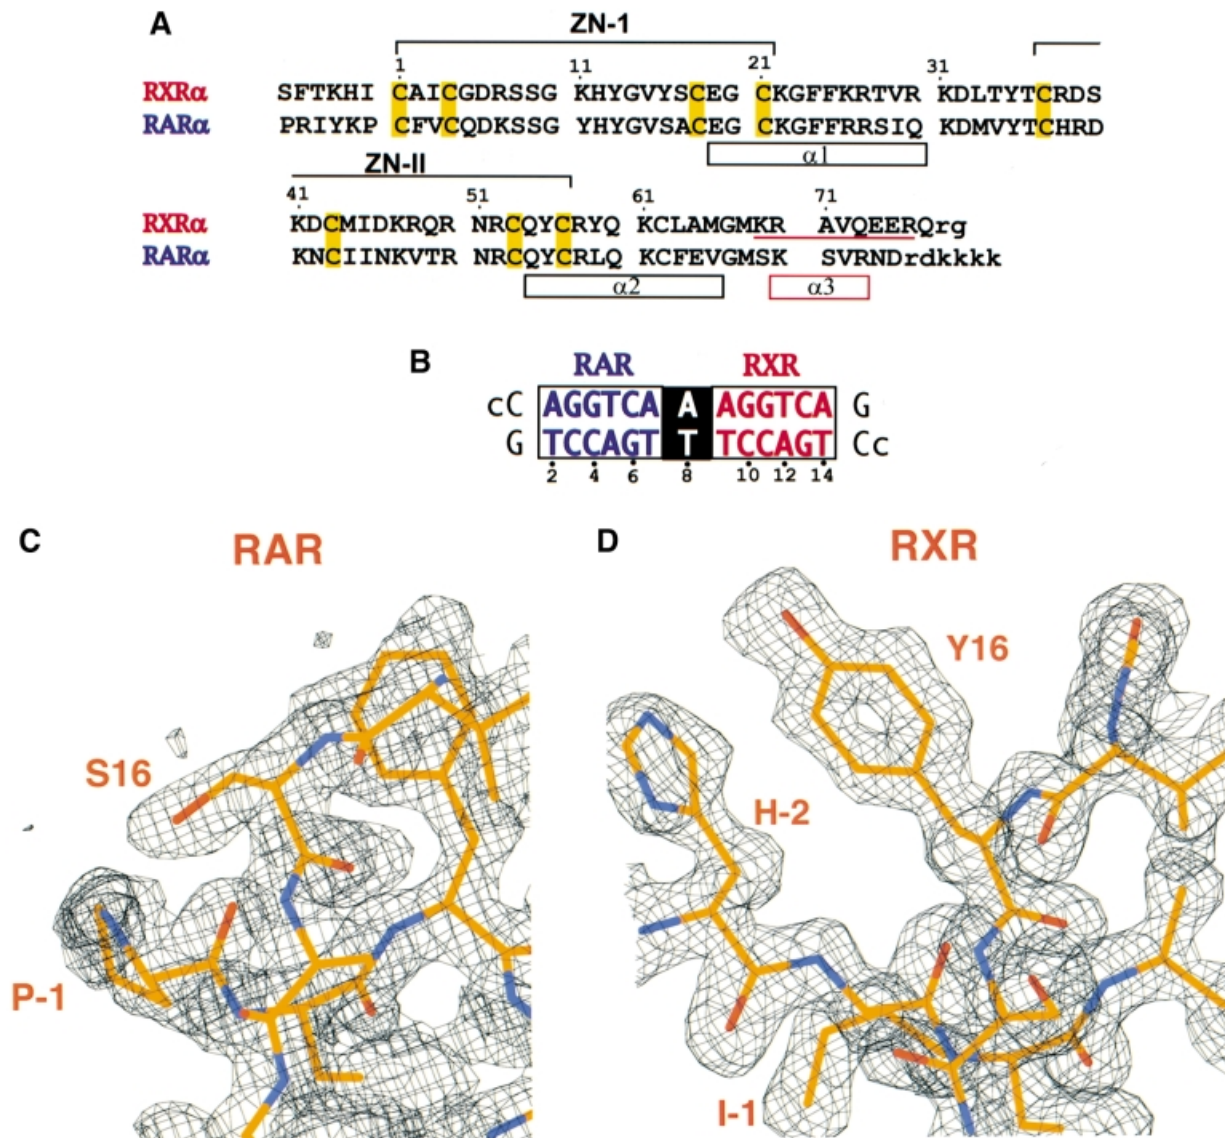 A
ZN-1
1 11 21 31
RXRα SFTKHI CAICGDRSSG KHYGVYSCEG CKGFFKRTVR KDLTYTCRDS
RARα PRIYKP CFVCQDKSSG YHYGVSACEG CKGFFRRSIQ KDMVYTCHRD
α1
ZN-II
41 51 61 71
RXRα KDCMIDKRQR NRCQYCRYQ KCLAMGMKR AVQEERQrg
RARα KNCIINKVTR NRCQYCRLQ KCFEVGMSK SVRNDrdkkkk
α2 α3
B
RAR RXR
cC AGGTCA A AGGTCA G
G TCCAGT T TCCAGT Cc
2 4 6 8 10 12 14
C RAR
D RXR
Y16
S16
H-2
P-1
I-1